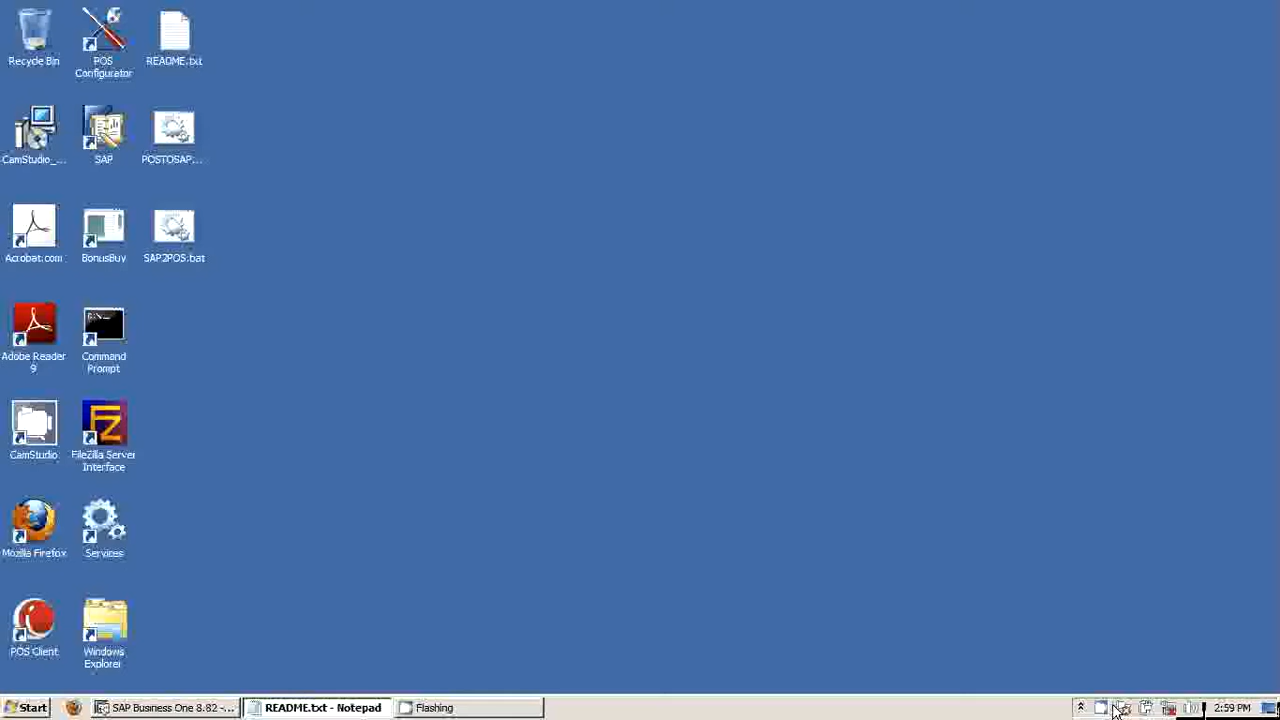 Recycle Bin
POS
Configurator
README.txt
CamStudio_...
SAP
POSTOSAP...
Acrobat.com
BonusBuy
SAP2POS.bat
Adobe Reader
9
Command
Prompt
CamStudio
FileZilla Server
Interface
Mozilla Firefox
Services
POS Client
Windows
Explorer
Start
SAP Business One 8.82 -...
README.txt - Notepad
Flashing
2:59 PM